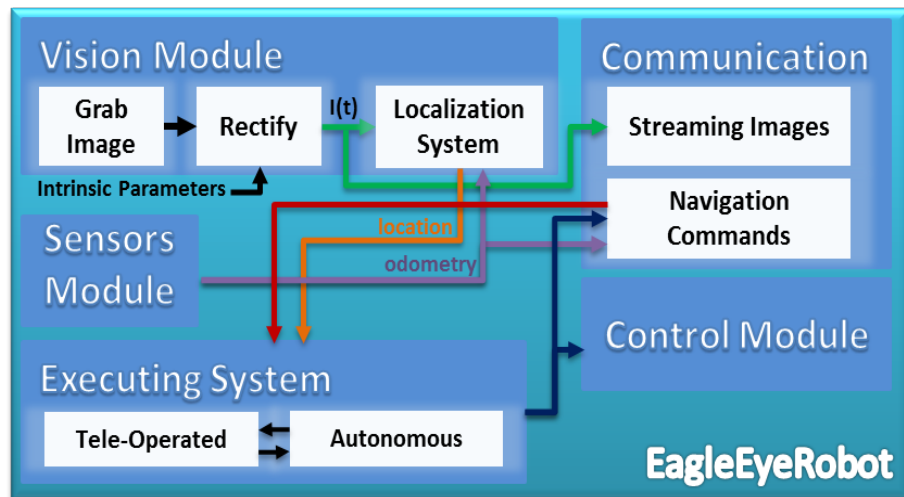 Vision Module
Grab
Image
Rectify
I(t)
Localization
System
Intrinsic Parameters
Communication
Streaming Images
Navigation
Commands
Sensors
Module
location
odometry
Control Module
Executing System
Tele-Operated
Autonomous
EagleEyeRobot